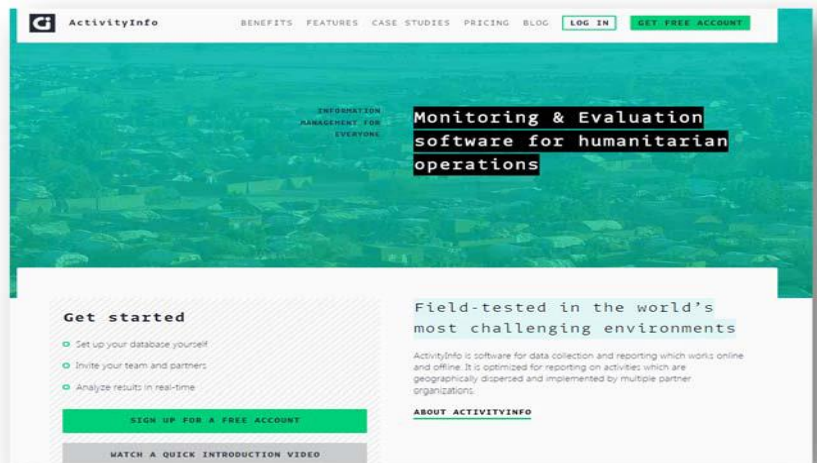 ActivityInfo
BENEFITS FEATURES CASE STUDIES PRICING BLOG LOG IN GET FREE ACCOUNT
INFORMATION
MANAGEMENT FOR
EVERYONE
Monitoring & Evaluation
software for humanitarian
operations
Get started
Set up your database yourself
Invite your team and partners
Analyze results in real-time
SIGN UP FOR A FREE ACCOUNT
WATCH A QUICK INTRODUCTION VIDEO
Field-tested in the world's
most challenging environments
ActivityInfo is software for data collection and reporting which works online
and offline. It is optimized for reporting on activities which are
geographically dispersed and implemented by multiple partner
organizations.
ABOUT ACTIVITYINFO